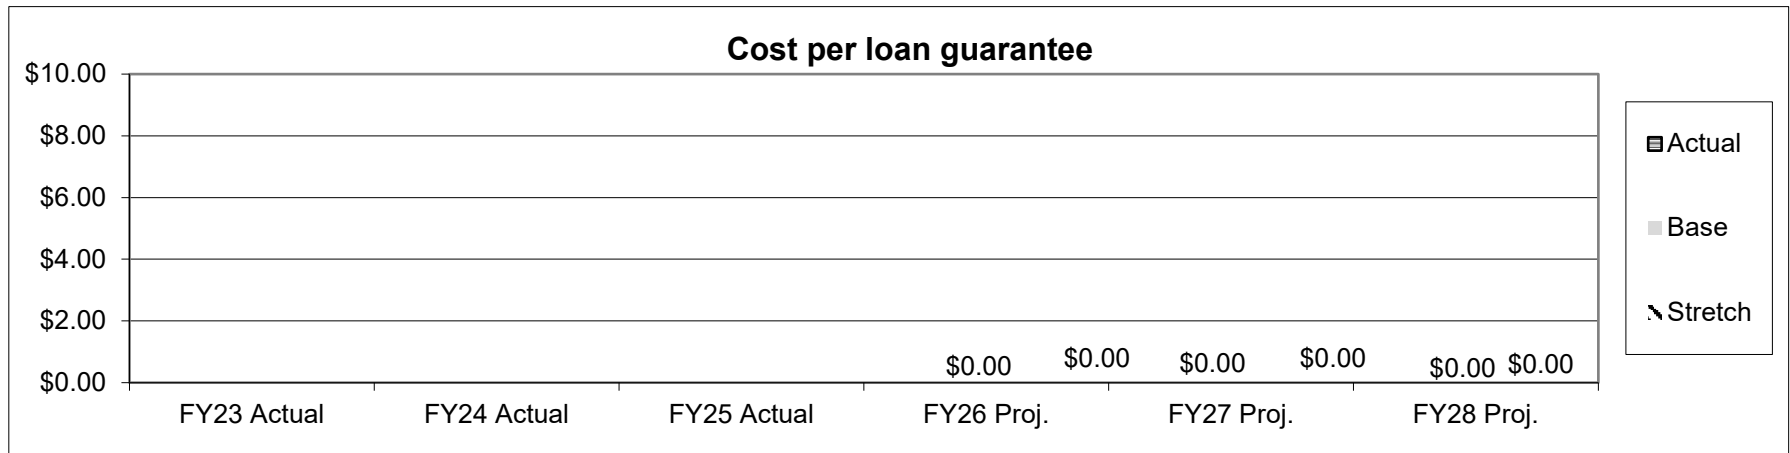 Cost per loan guarantee
$10.00
$8.00
$6.00
$4.00
$2.00
$0.00
$0.00 $0.00 $0.00 $0.00 $0.00 $0.00
FY23 Actual FY24 Actual FY25 Actual FY26 Proj. FY27 Proj. FY28 Proj.
Actual
Base
Stretch